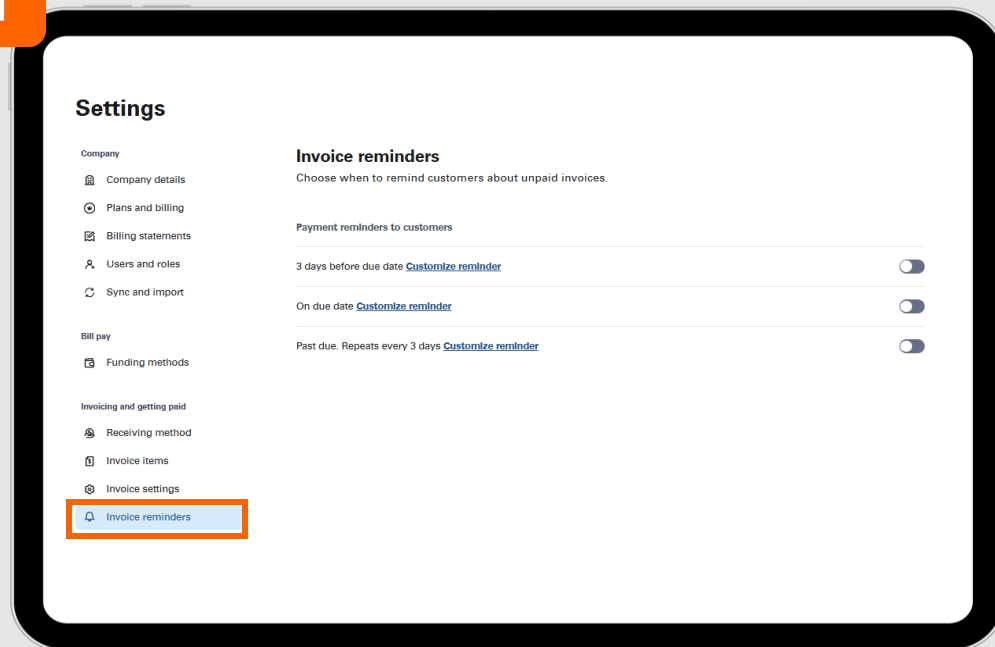 Settings
Company
Company details
Plans and billing
Billing statements
Users and roles
Sync and import
Bill pay
Funding methods
Invoicing and getting paid
Receiving method
Invoice items
Invoice settings
Invoice reminders
Invoice reminders
Choose when to remind customers about unpaid invoices.
Payment reminders to customers
3 days before due date Customize reminder
On due date Customize reminder
Past due. Repeats every 3 days Customize reminder